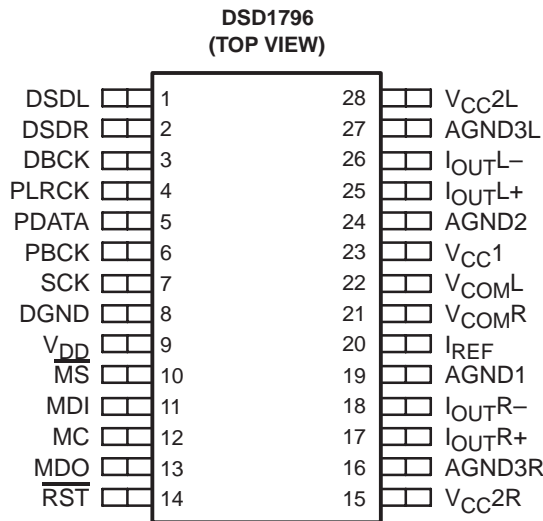 DSD1796
(TOP VIEW)
DSDL 1 28 VCC2L
DSDR 2 27 AGND3L
DBCK 3 26 IOUTL–
PLRCK 4 25 IOUTL+
PDATA 5 24 AGND2
PBCK 6 23 VCC1
SCK 7 22 VCOML
DGND 8 21 VCOMR
VDD 9 20 IREF
MS 10 19 AGND1
MDI 11 18 IOUTR–
MC 12 17 IOUTR+
MDO 13 16 AGND3R
RST 14 15 VCC2R